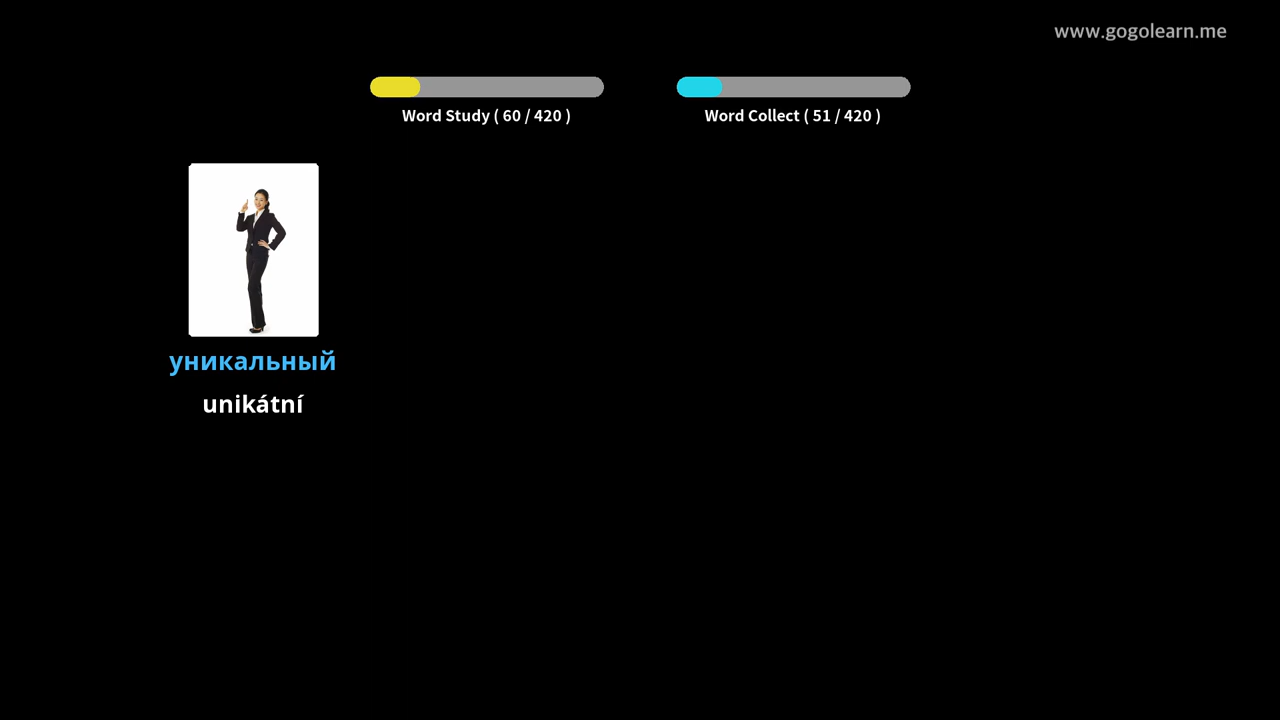 www.gogolearn.me
Word Study ( 60 / 420 )
Word Collect ( 51 / 420 )
уникальный
unikátní